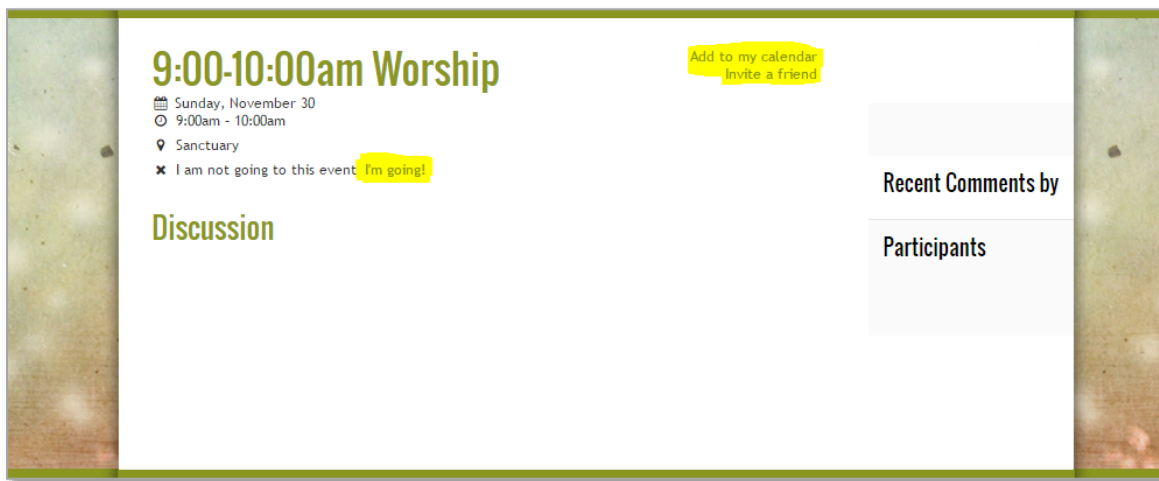 9:00-10:00am Worship
Add to my calendar
Invite a friend
Sunday, November 30
9:00am - 10:00am
Sanctuary
I am not going to this event I'm going!
Discussion
Recent Comments by
Participants